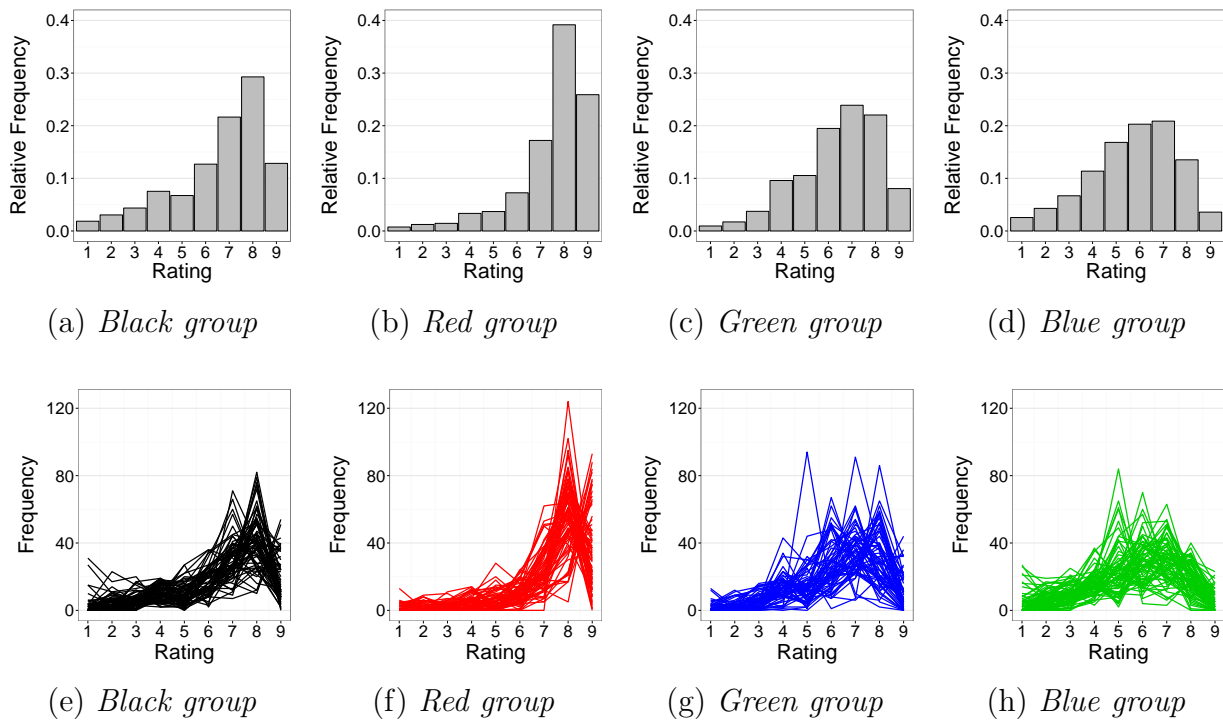 0.4
0.3
0.2
0.1
0.0
Relative Frequency
1 2 3 4 5 6 7 8 9
Rating
(a) Black group
0.4
0.3
0.2
0.1
0.0
Relative Frequency
1 2 3 4 5 6 7 8 9
Rating
(b) Red group
0.4
0.3
0.2
0.1
0.0
Relative Frequency
1 2 3 4 5 6 7 8 9
Rating
(c) Green group
0.4
0.3
0.2
0.1
0.0
Relative Frequency
1 2 3 4 5 6 7 8 9
Rating
(d) Blue group
120
80
40
0
Frequency
1 2 3 4 5 6 7 8 9
Rating
(e) Black group
120
80
40
0
Frequency
1 2 3 4 5 6 7 8 9
Rating
(f) Red group
120
80
40
0
Frequency
1 2 3 4 5 6 7 8 9
Rating
(g) Green group
120
80
40
0
Frequency
1 2 3 4 5 6 7 8 9
Rating
(h) Blue group